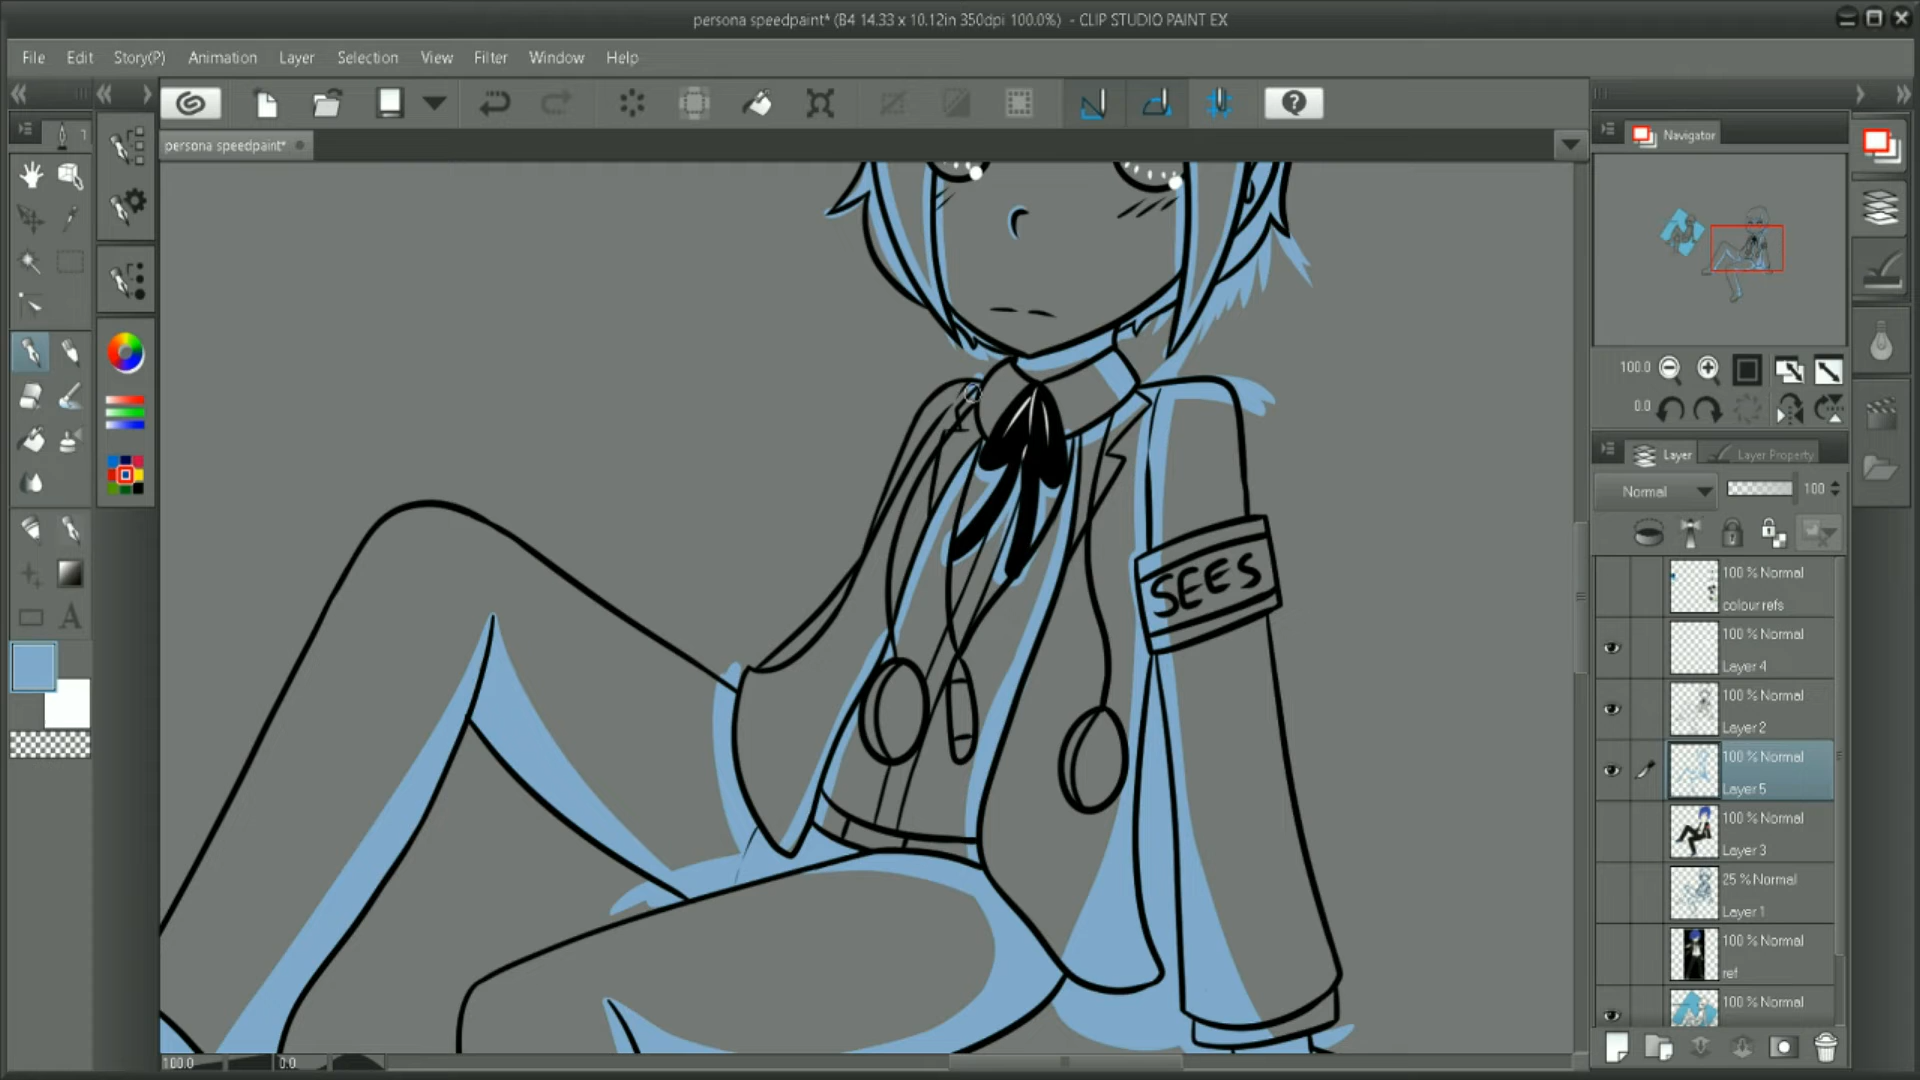 persona speedpaint* (B4 14.33 x 10.12in 350dpi 100.0%) - CLIP STUDIO PAINT EX
File Edit Story(P) Animation Layer Selection View Filter Window Help
persona speedpaint*
Navigator
100.0
0.0
Layer Layer Property
Normal 100
100 % Normal
colour refs
100 % Normal
Layer 4
100 % Normal
Layer 2
100 % Normal
Layer 5
100 % Normal
Layer 3
25 % Normal
Layer 1
100 % Normal
ref
100 % Normal
SEES
100.0 0.0